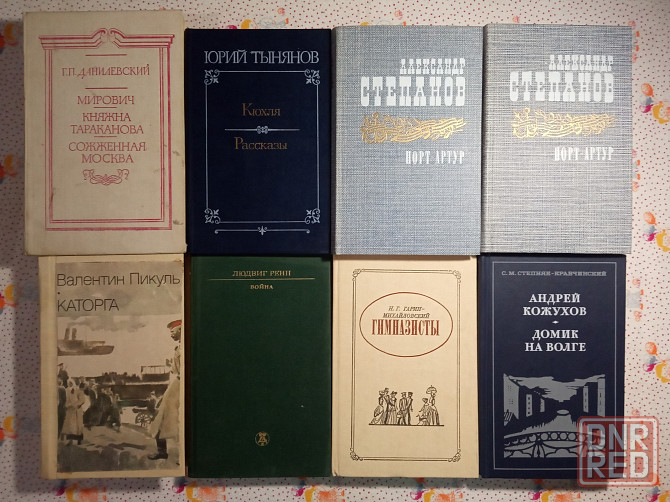 Г.П. ДАНИЛЕВСКИЙ
МИРОВИЧ
КНЯЖНА
ТАРАКАНОВА
СОЖЖЕННАЯ
МОСКВА
ЮРИЙ ТЫНЯНОВ
Кюхля
Рассказы
АЛЕКСАНДР
СТЕПАНОВ
ПОРТ-АРТУР
АЛЕКСАНДР
СТЕПАНОВ
ПОРТ-АРТУР
Валентин Пикуль
КАТОРГА
ЛЮДВИГ РЕНН
ВОЙНА
Н. Г. ГАРИН-
МИХАЙЛОВСКИЙ
ГИМНАЗИСТЫ
С. М. СТЕПНЯК-КРАВЧИНСКИЙ
АНДРЕЙ
КОЖУХОВ
ДОМИК
НА ВОЛГЕ
DNR
RED